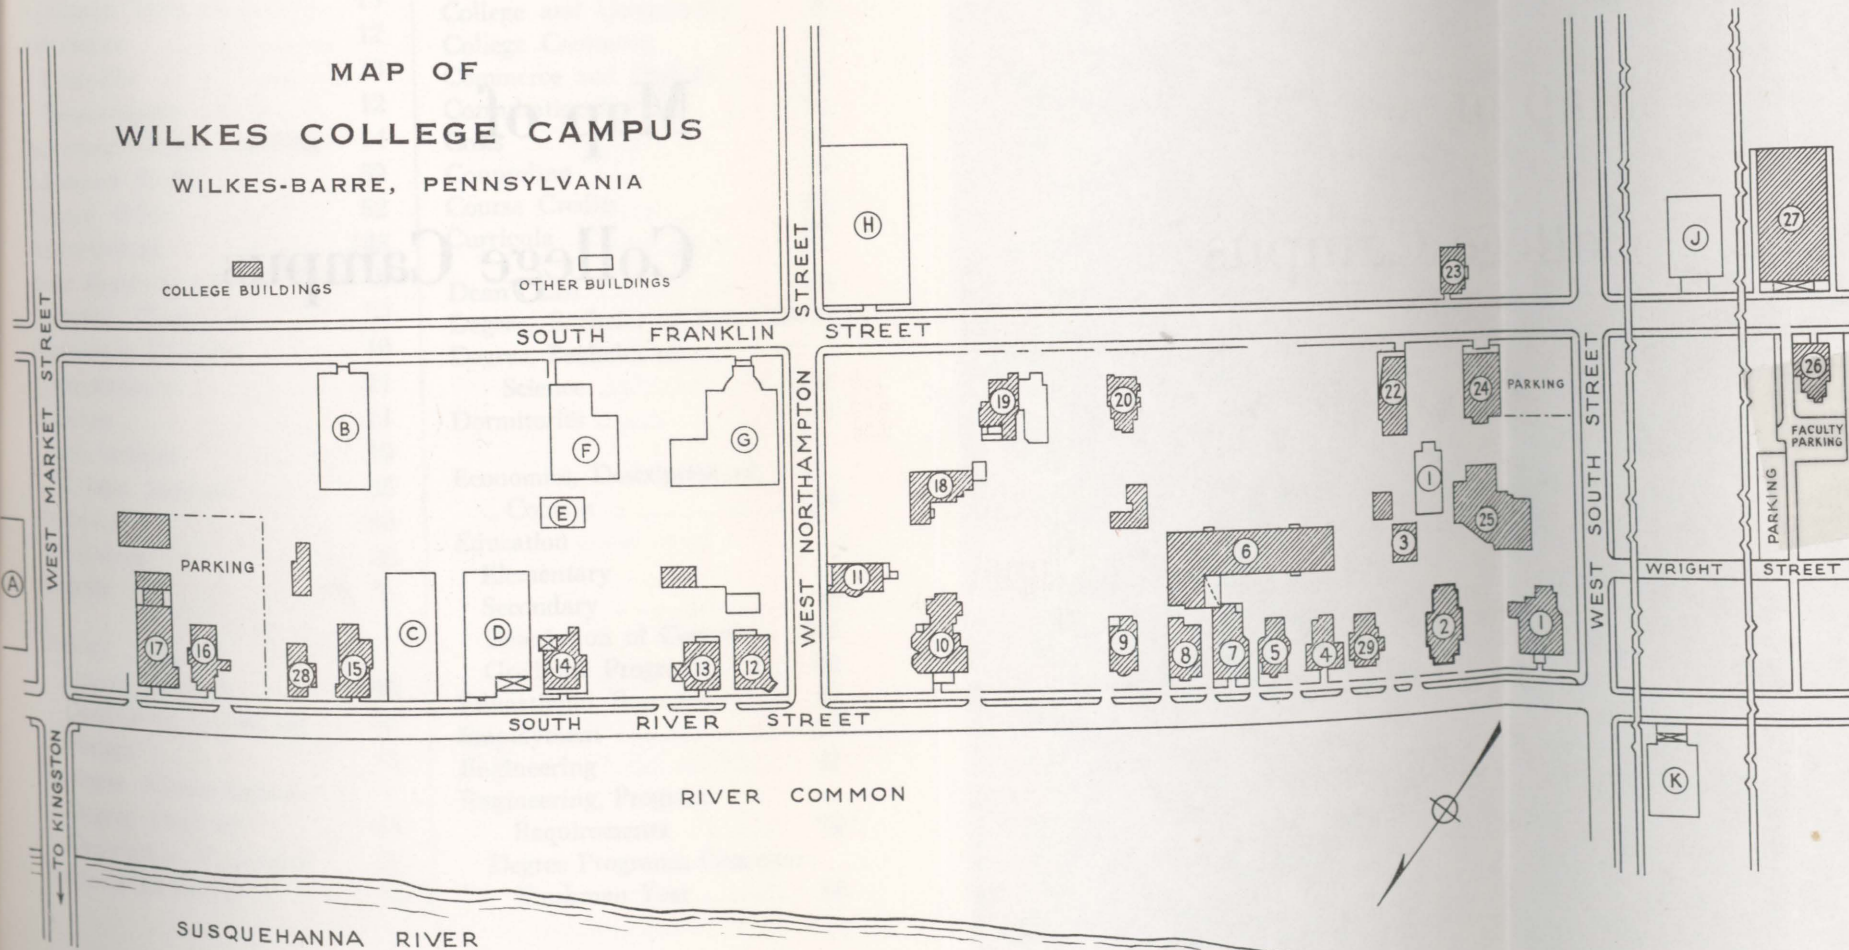 MAP OF
WILKES COLLEGE CAMPUS
WILKES-BARRE, PENNSYLVANIA
COLLEGE BUILDINGS
OTHER BUILDINGS
SOUTH FRANKLIN STREET
WEST MARKET STREET
WEST NORTHAMPTON STREET
WEST SOUTH STREET
H
23
J
27
B
F
G
E
19
20
22
24
PARKING
26
FACULTY
PARKING
PARKING
18
I
25
3
6
A
PARKING
11
WRIGHT STREET
17
16
28
15
C
D
14
13
12
10
9
8
7
5
4
29
2
1
SOUTH RIVER STREET
TO KINGSTON
RIVER COMMON
K
SUSQUEHANNA RIVER